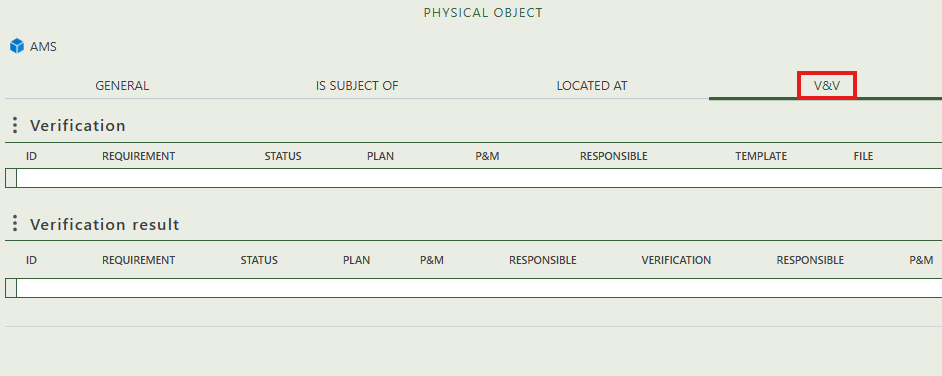 PHYSICAL OBJECT
AMS
GENERAL IS SUBJECT OF LOCATED AT V&V
Verification
ID REQUIREMENT STATUS PLAN P&M RESPONSIBLE TEMPLATE FILE
Verification result
ID REQUIREMENT STATUS PLAN P&M RESPONSIBLE VERIFICATION RESPONSIBLE P&M